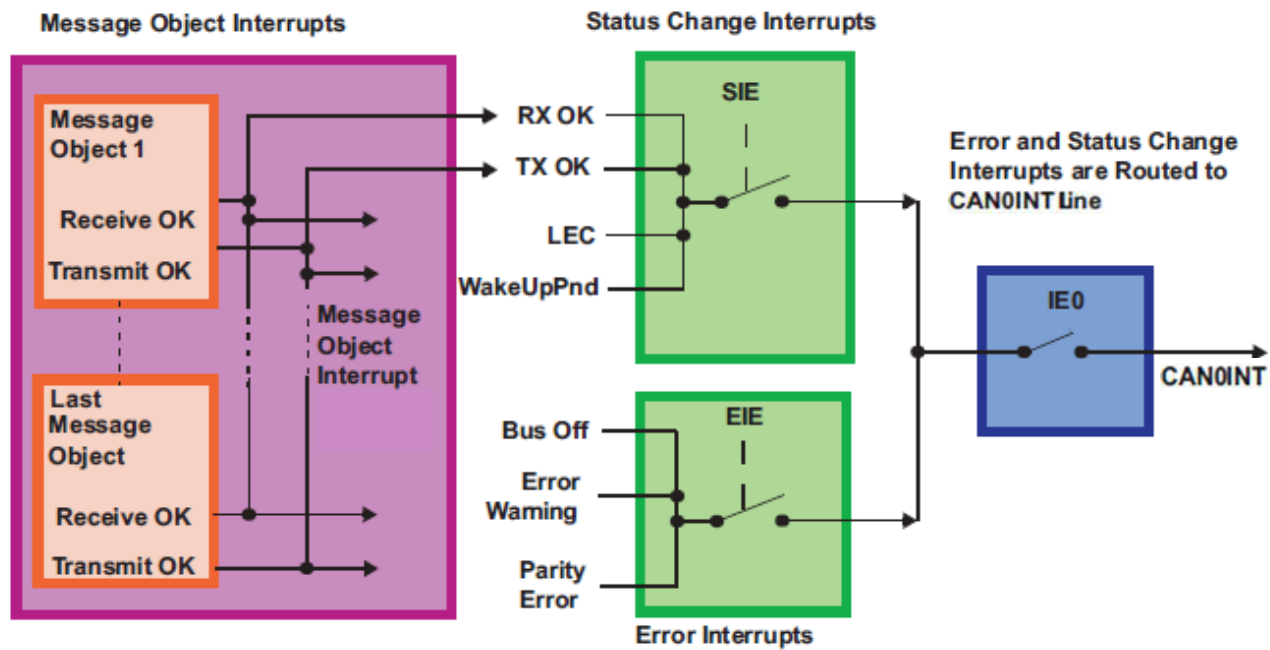 Message Object Interrupts
Status Change Interrupts
Message
Object 1
Receive OK
Transmit OK
Message
Object
Interrupt
Last
Message
Object
Receive OK
Transmit OK
RX OK
TX OK
LEC
WakeUpPnd
SIE
Bus Off
Error
Warning
Parity
Error
EIE
Error Interrupts
Error and Status Change
Interrupts are Routed to
CAN0INT Line
IE0
CAN0INT